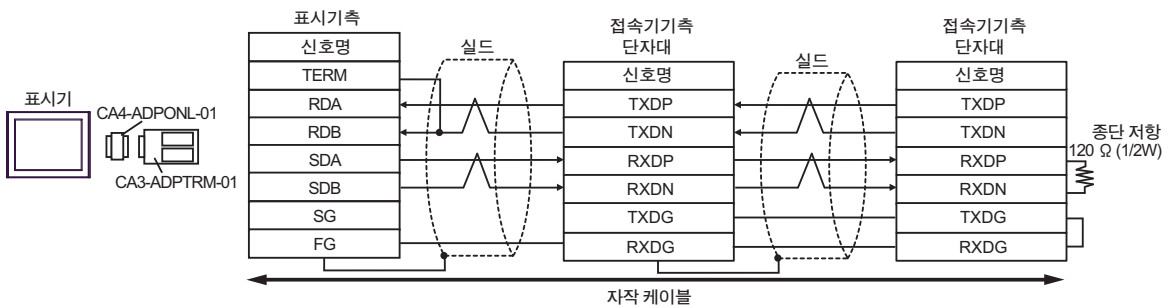 표시기
CA4-ADPONL-01
CA3-ADPTRM-01
표시기측
신호명
TERM
RDA
RDB
SDA
SDB
SG
FG
실드
접속기기측
단자대
신호명
TXDP
TXDN
RXDP
RXDN
TXDG
RXDG
실드
접속기기측
단자대
신호명
TXDP
TXDN
RXDP
RXDN
TXDG
RXDG
종단 저항
120 Ω (1/2W)
자작 케이블